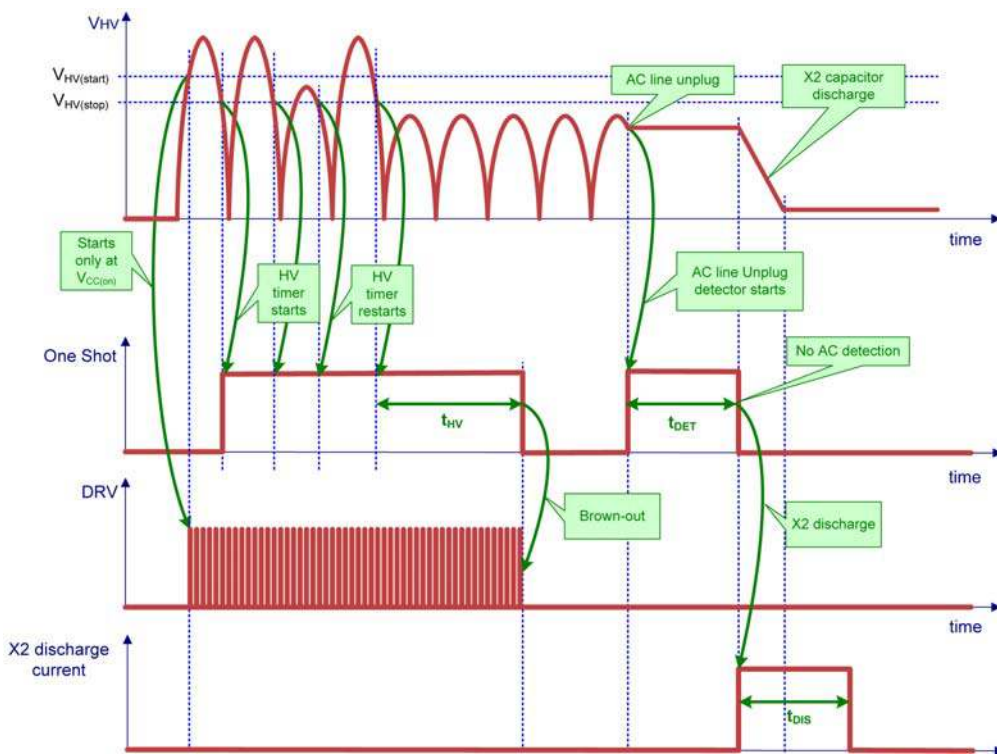 VHV
VHV(start)
VHV(stop)
AC line unplug
X2 capacitor
discharge
time
Starts
only at
VCC(on)
HV
timer
starts
HV
timer
restarts
AC line Unplug
detector starts
One Shot
No AC detection
tHV
tDET
time
DRV
Brown-out
X2 discharge
time
X2 discharge
current
tDIS